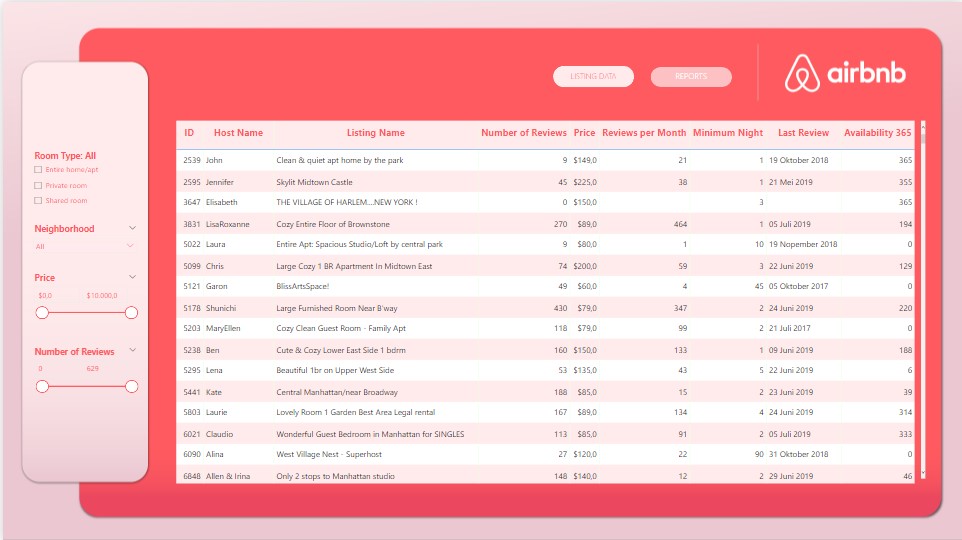 LISTING DATA REPORTS airbnb
Room Type: All
Entire home/apt
Private room
Shared room
Neighborhood
All
Price
$0,0 $10.000,0
Number of Reviews
0 629
ID Host Name Listing Name Number of Reviews Price Reviews per Month Minimum Night Last Review Availability 365
2539 John Clean & quiet apt home by the park 9 $149,0 21 1 19 Oktober 2018 365
2595 Jennifer Skylit Midtown Castle 45 $225,0 38 1 21 Mei 2019 355
3647 Elisabeth THE VILLAGE OF HARLEM....NEW YORK ! 0 $150,0 3 365
3831 LisaRoxanne Cozy Entire Floor of Brownstone 270 $89,0 464 1 05 Juli 2019 194
5022 Laura Entire Apt: Spacious Studio/Loft by central park 9 $80,0 1 10 19 Nopember 2018 0
5099 Chris Large Cozy 1 BR Apartment In Midtown East 74 $200,0 59 3 22 Juni 2019 129
5121 Garon BlissArtsSpace! 49 $60,0 4 45 05 Oktober 2017 0
5178 Shunichi Large Furnished Room Near B'way 430 $79,0 347 2 24 Juni 2019 220
5203 MaryEllen Cozy Clean Guest Room - Family Apt 118 $79,0 99 2 21 Juli 2017 0
5238 Ben Cute & Cozy Lower East Side 1 bdrm 160 $150,0 133 1 09 Juni 2019 188
5295 Lena Beautiful 1br on Upper West Side 53 $135,0 43 5 22 Juni 2019 6
5441 Kate Central Manhattan/near Broadway 188 $85,0 15 2 23 Juni 2019 39
5803 Laurie Lovely Room 1 Garden Best Area Legal rental 167 $89,0 134 4 24 Juni 2019 314
6021 Claudio Wonderful Guest Bedroom in Manhattan for SINGLES 113 $85,0 91 2 05 Juli 2019 333
6090 Alina West Village Nest - Superhost 27 $120,0 22 90 31 Oktober 2018 0
6848 Allen & Irina Only 2 stops to Manhattan studio 148 $140,0 12 2 29 Juni 2019 46